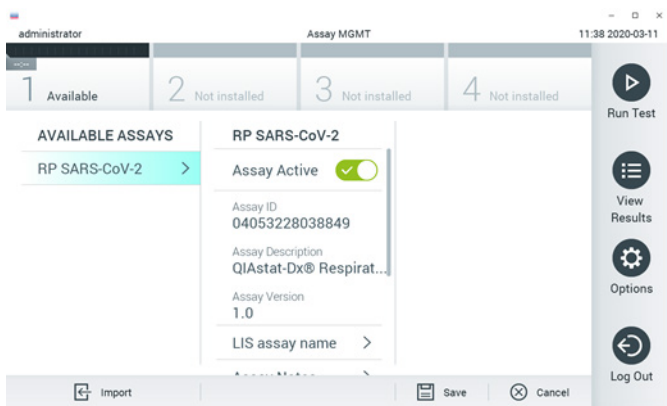 administrator
Assay MGMT
11:38 2020-03-11
1 Available
2 Not installed
3 Not installed
4 Not installed
Run Test
AVAILABLE ASSAYS
RP SARS-CoV-2
RP SARS-CoV-2
Assay Active
Assay ID
04053228038849
Assay Description
QIAstat-Dx® Respirat...
Assay Version
1.0
LIS assay name
Assay Notes
View
Results
Options
Log Out
Import
Save
Cancel